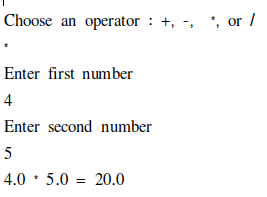 Choose an operator : +, -, *, or /
*
Enter first number
4
Enter second number
5
4.0 * 5.0 = 20.0